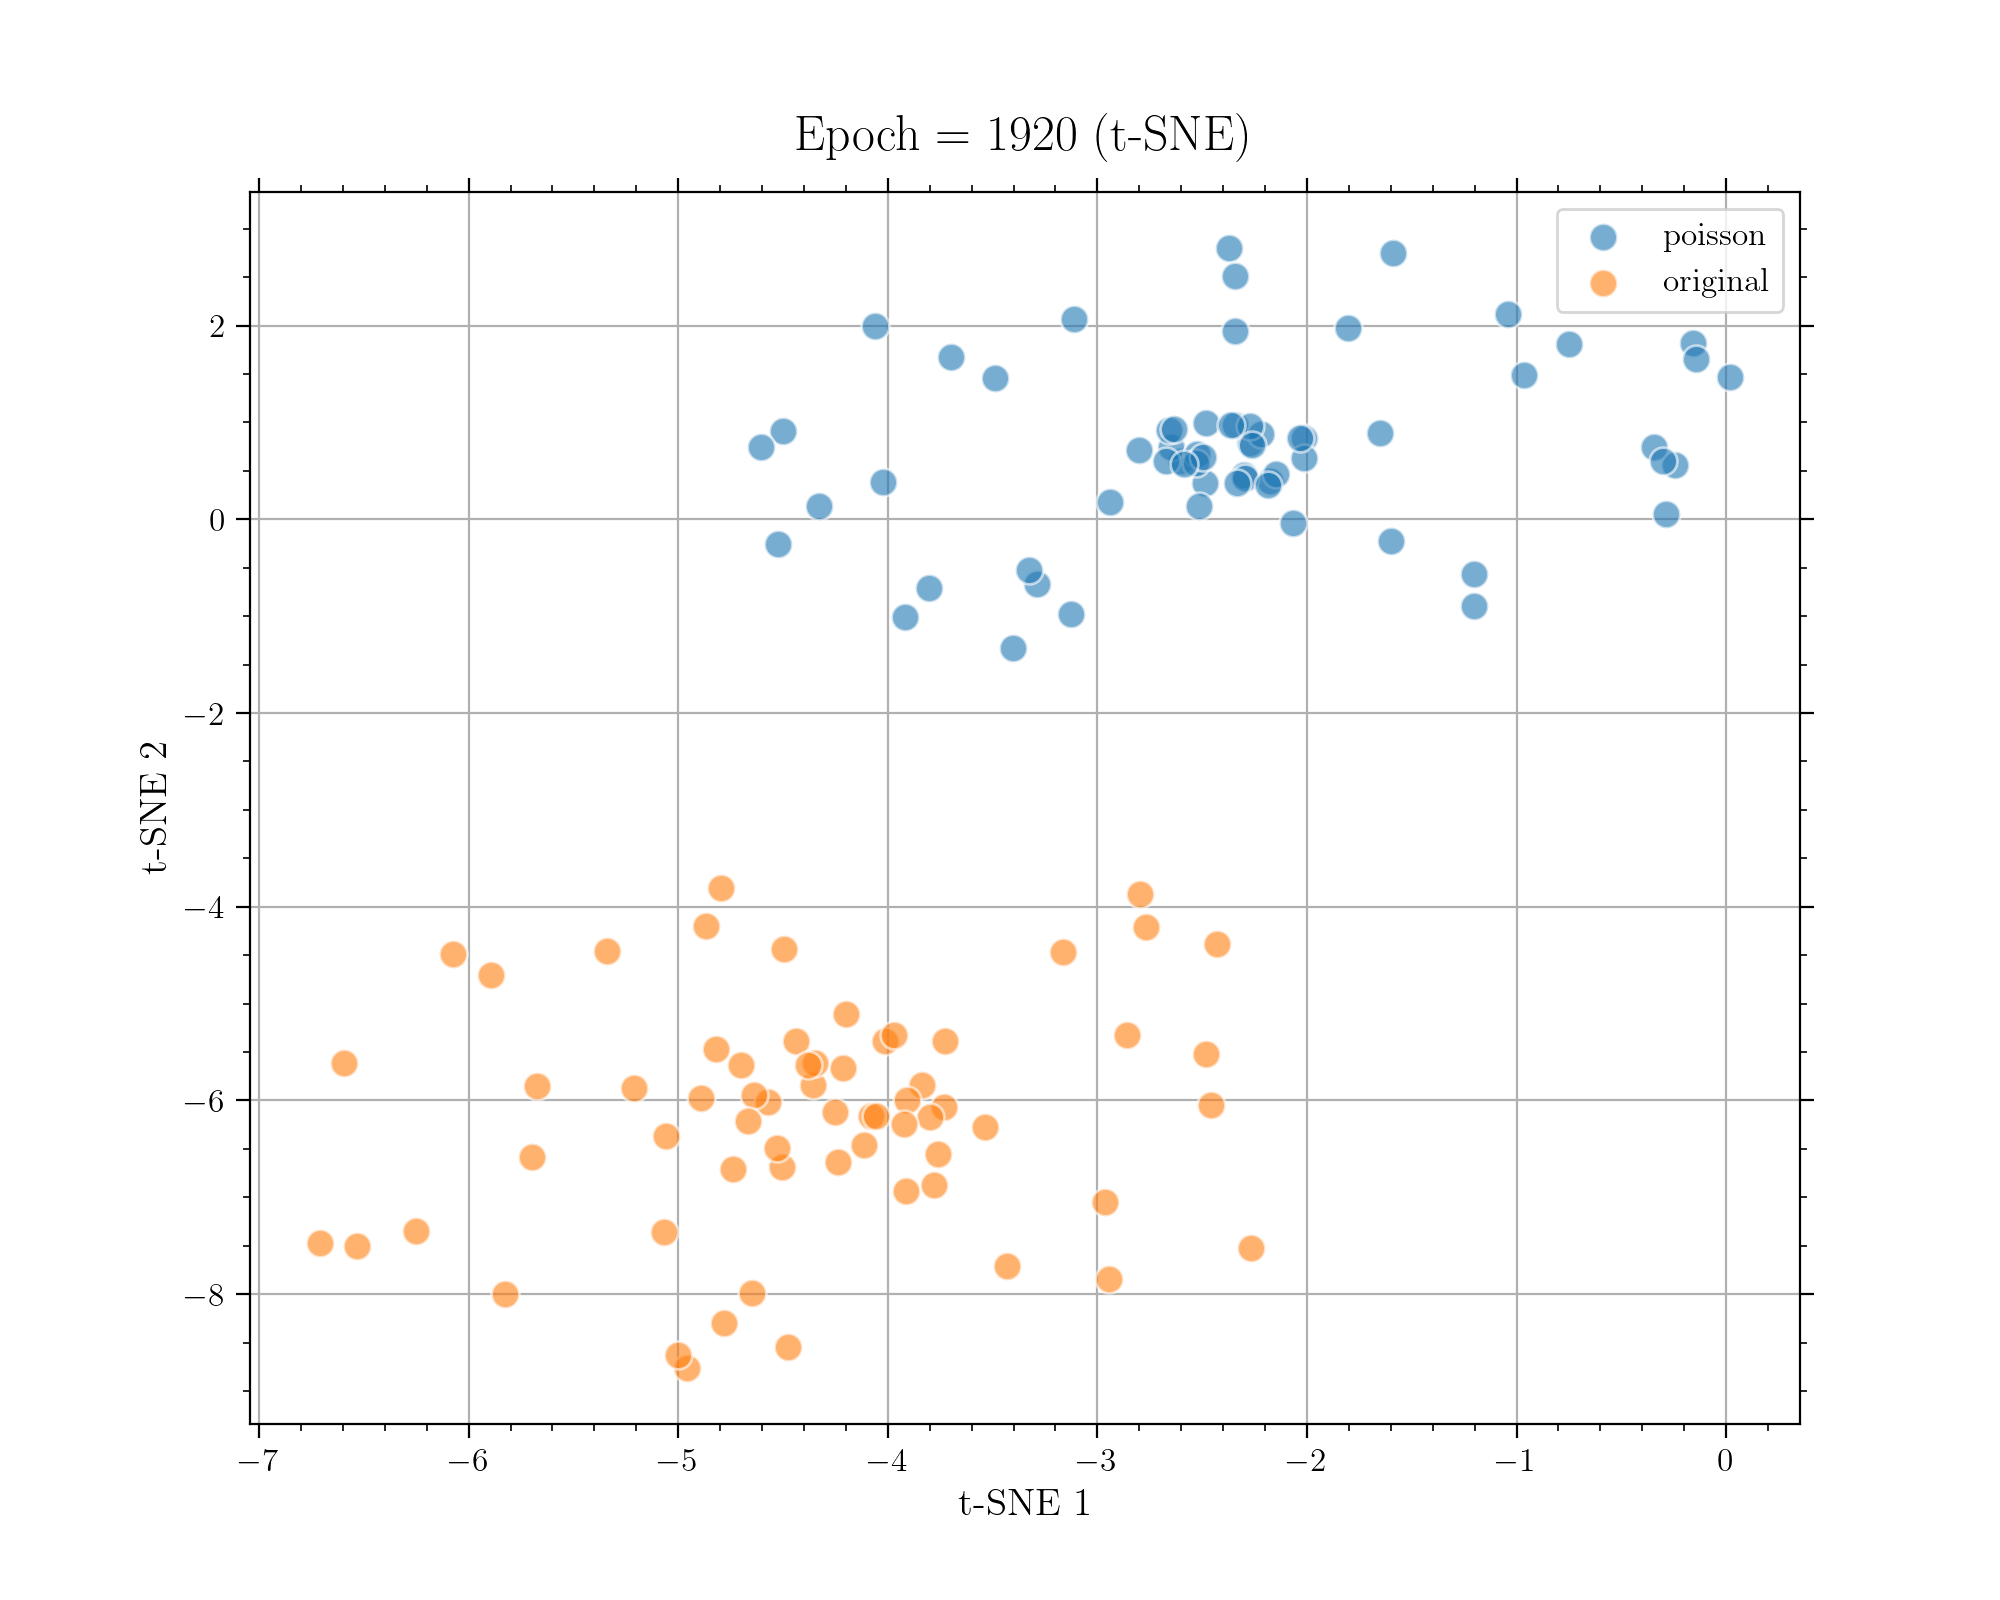 Epoch = 1920 (t-SNE)
poisson
original
2
0
−2
−4
−6
−8
t-SNE 2
−7 −6 −5 −4 −3 −2 −1 0
t-SNE 1